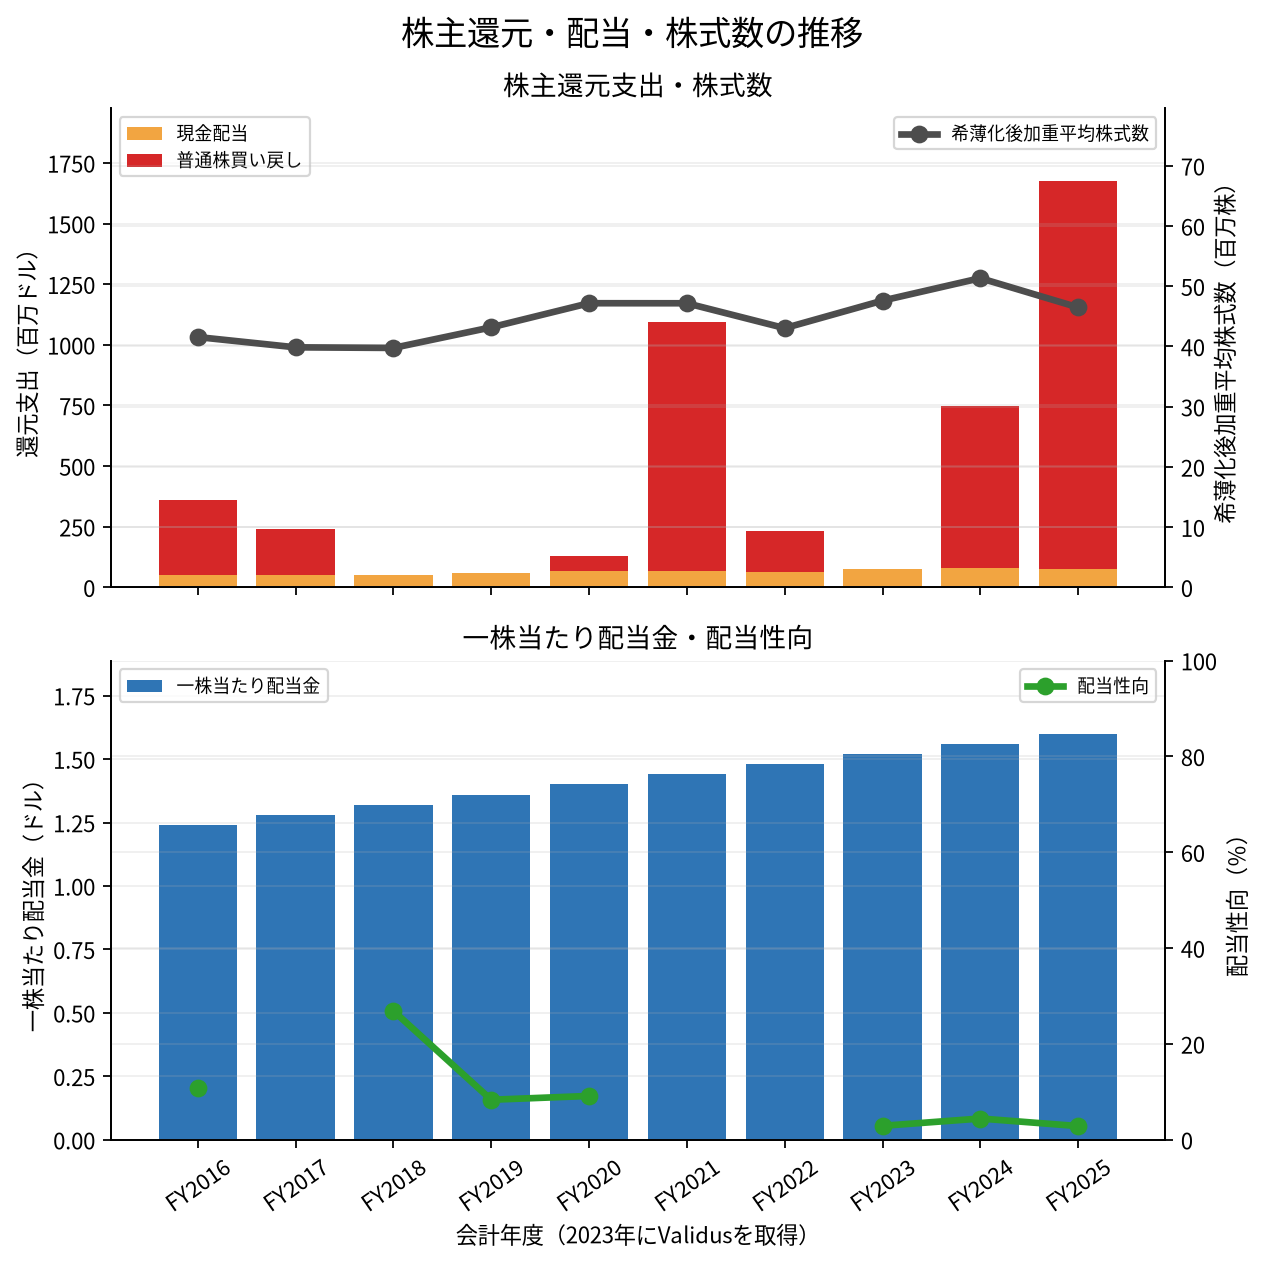 株主還元・配当・株式数の推移
株主還元支出・株式数
現金配当
普通株買い戻し
希薄化後加重平均株式数
還元支出（百万ドル）
1750
1500
1250
1000
750
500
250
0
70
60
50
40
30
20
10
0
希薄化後加重平均株式数（百万株）
一株当たり配当金・配当性向
一株当たり配当金
配当性向
一株当たり配当金（ドル）
1.75
1.50
1.25
1.00
0.75
0.50
0.25
0.00
100
80
60
40
20
0
配当性向（%）
FY2016
FY2017
FY2018
FY2019
FY2020
FY2021
FY2022
FY2023
FY2024
FY2025
会計年度（2023年にValidusを取得）